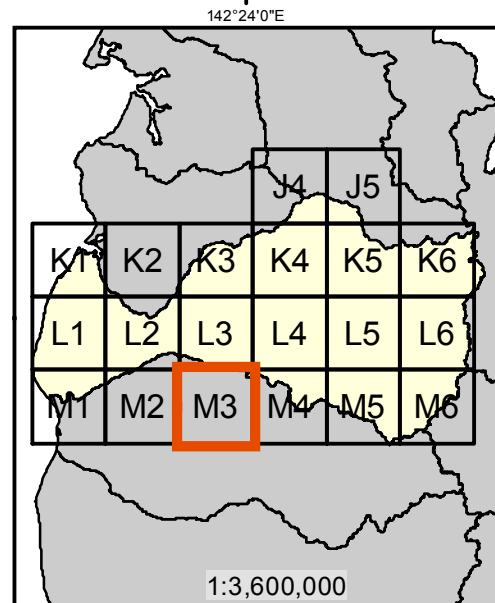 142°24'0"E
J4 J5
K1 K2 K3 K4 K5 K6
L1 L2 L3 L4 L5 L6
M1 M2 M3 M4 M5 M6
1:3,600,000